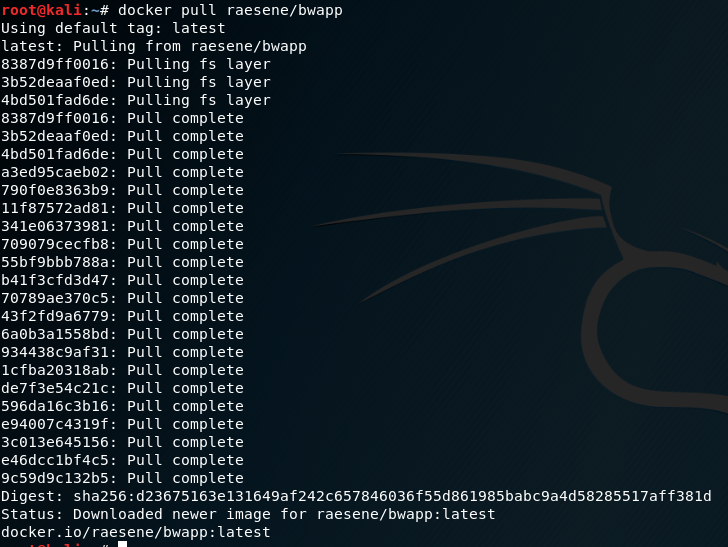 root@kali:~# docker pull raesene/bwapp
Using default tag: latest
latest: Pulling from raesene/bwapp
8387d9ff0016: Pulling fs layer
3b52deaaf0ed: Pulling fs layer
4bd501fad6de: Pulling fs layer
8387d9ff0016: Pull complete
3b52deaaf0ed: Pull complete
4bd501fad6de: Pull complete
a3ed95caeb02: Pull complete
790f0e8363b9: Pull complete
11f87572ad81: Pull complete
341e06373981: Pull complete
709079cecfb8: Pull complete
55bf9bbb788a: Pull complete
b41f3cfd3d47: Pull complete
70789ae370c5: Pull complete
43f2fd9a6779: Pull complete
6a0b3a1558bd: Pull complete
934438c9af31: Pull complete
1cfba20318ab: Pull complete
de7f3e54c21c: Pull complete
596da16c3b16: Pull complete
e94007c4319f: Pull complete
3c013e645156: Pull complete
e46dcc1bf4c5: Pull complete
9c59d9c132b5: Pull complete
Digest: sha256:d23675163e131649af242c657846036f55d861985babc9a4d58285517aff381d
Status: Downloaded newer image for raesene/bwapp:latest
docker.io/raesene/bwapp:latest
root@kali:~#